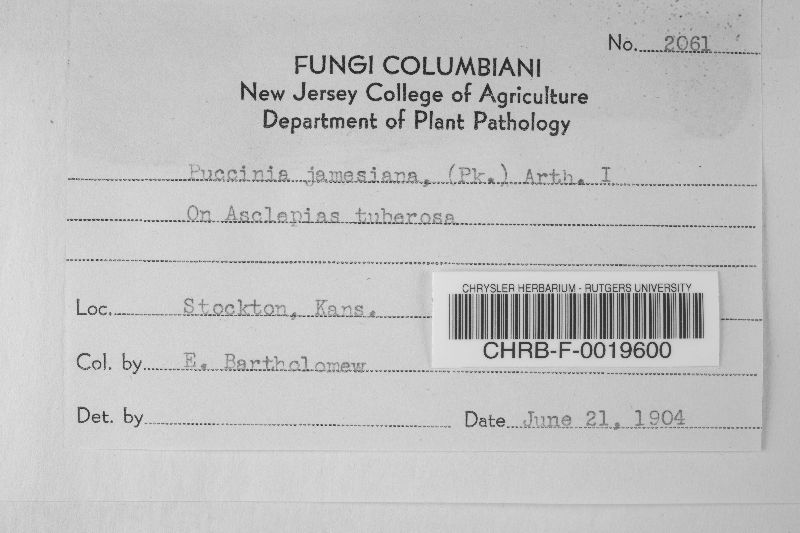 No. 2061
FUNGI COLUMBIANI
New Jersey College of Agriculture
Department of Plant Pathology
Puccinia jamesiana, (Pk.) Arth. I
On Asclepias tuberosa
Loc. Stockton, Kans.
CHRYSLER HERBARIUM - RUTGERS UNIVERSITY
CHRB-F-0019600
Col. by E. Bartholomew
Det. by
Date June 21, 1904